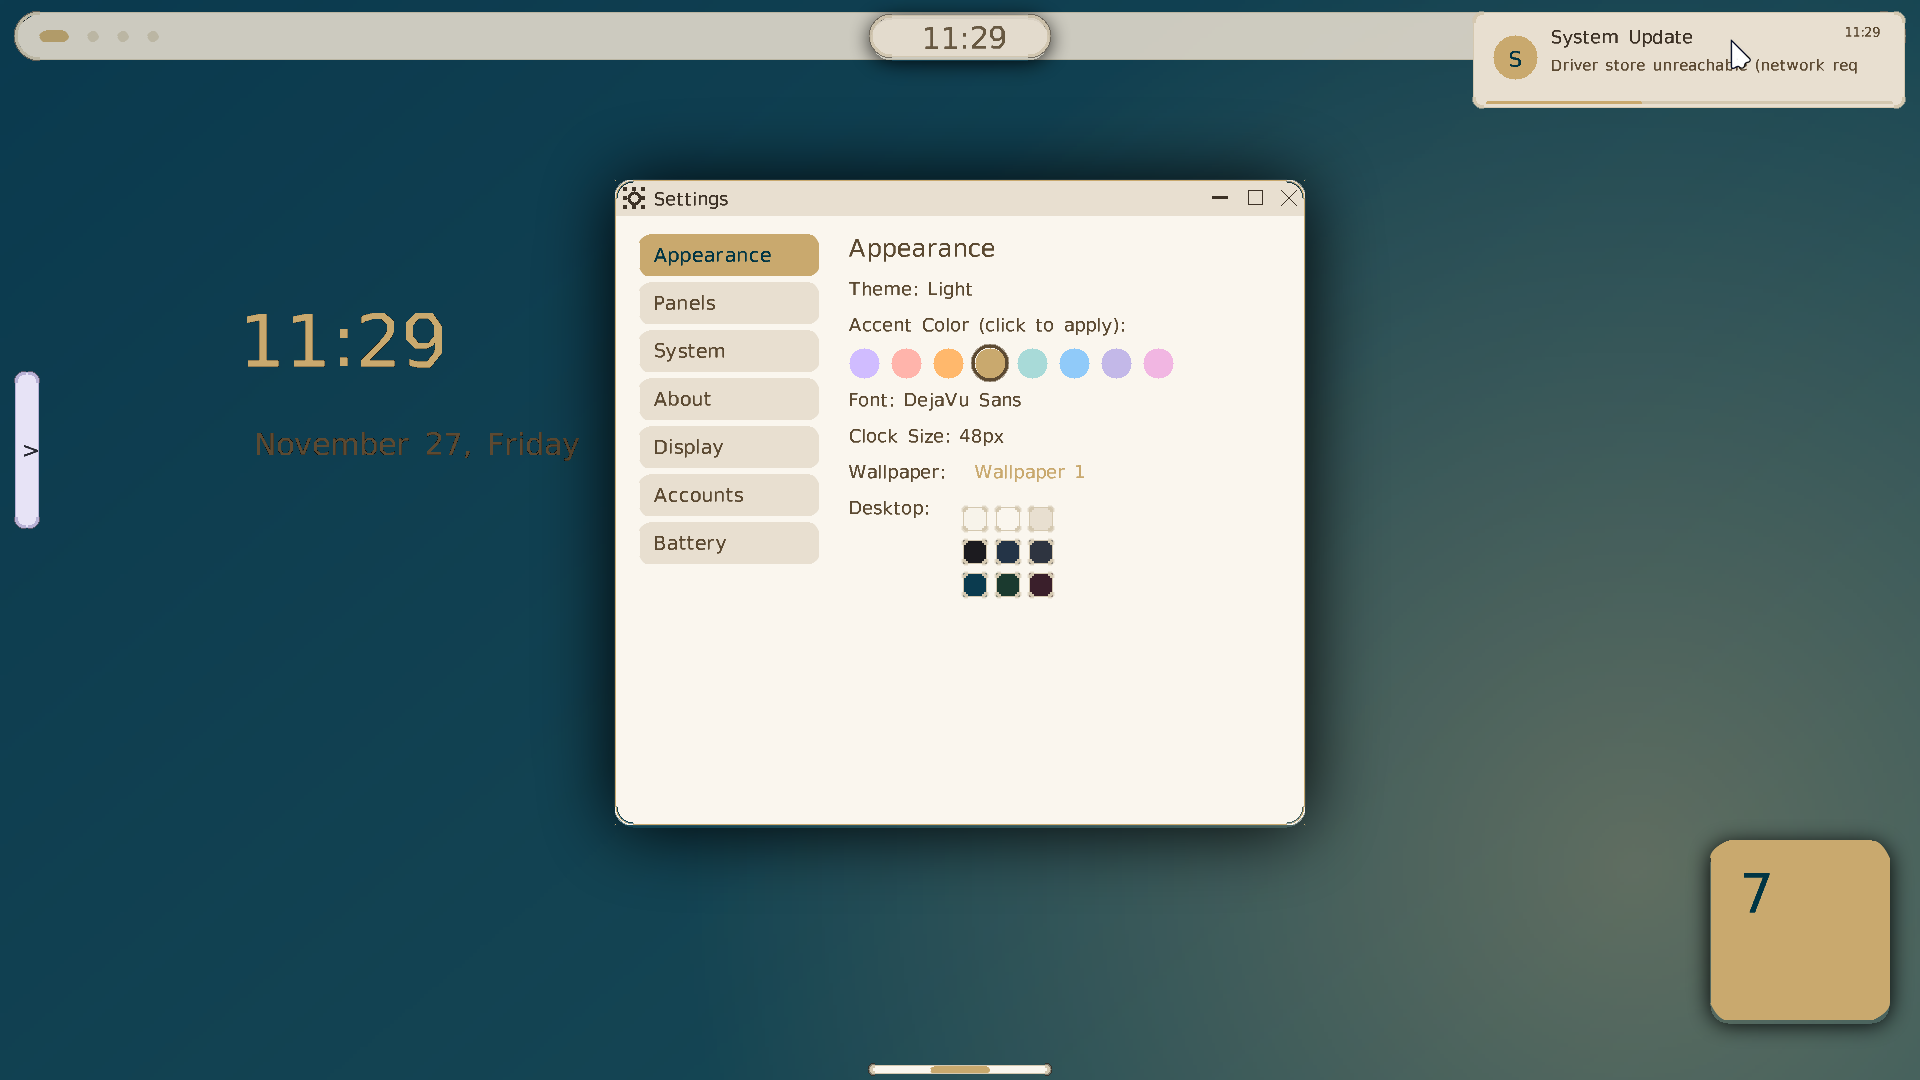 11:29
System Update 11:29
S
Driver store unreachable (network req
Settings
Appearance
Panels
System
About
Display
Accounts
Battery
Appearance
Theme: Light
Accent Color (click to apply):
Font: DejaVu Sans
Clock Size: 48px
Wallpaper: Wallpaper 1
Desktop:
11:29
November 27, Friday
>
7